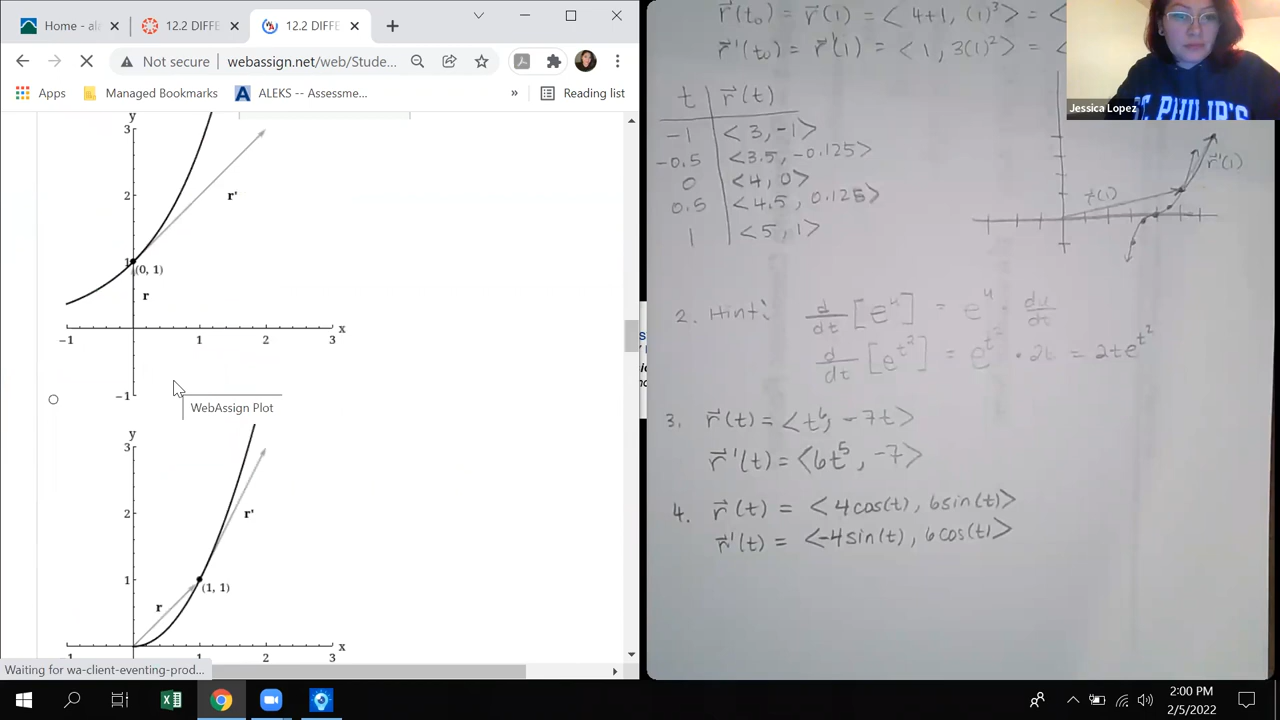 Home - al
12.2 DIFFE
12.2 DIFFE
Not secure webassign.net/web/Stude...
Apps Managed Bookmarks ALEKS -- Assessme... » Reading list
y
3
2
r'
1
(0, 1)
r
x
−1 1 2 3
−1
WebAssign Plot
y
3
2
r'
1
(1, 1)
r
x
−1 1 2 3
Waiting for wa-client-eventing-prod...
r⃗(t₀) = r⃗(1) = < 4+1, (1)³> = <
r⃗'(t₀) = r⃗'(1) = < 1, 3(1)²> = <
t r⃗(t)
-1 < 3, -1>
-0.5 <3.5, -0.125>
0 <4, 0>
0.5 <4.5, 0.125>
1 <5, 1>
r⃗(1)
r⃗'(1)
2. Hint: d/dt [e^u] = e^u · du/dt
d/dt [e^t²] = e^t² · 2t = 2te^t²
3. r⃗(t) = <t⁶, -7t>
r⃗'(t) = <6t⁵, -7>
4. r⃗(t) = <4cos(t), 6sin(t)>
r⃗'(t) = <-4sin(t), 6cos(t)>
Jessica Lopez
ST. PHILIP'S
2:00 PM
2/5/2022